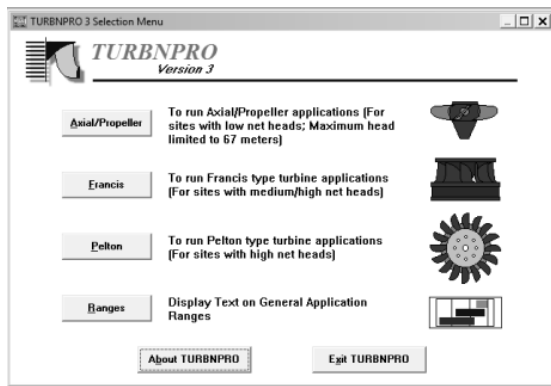 TURBNPRO 3 Selection Menu
TURBNPRO
Version 3
Axial/Propeller
To run Axial/Propeller applications (For
sites with low net heads; Maximum head
limited to 67 meters)
Francis
To run Francis type turbine applications
(For sites with medium/high net heads)
Pelton
To run Pelton type turbine applications
(For sites with high net heads)
Ranges
Display Text on General Application
Ranges
About TURBNPRO
Exit TURBNPRO